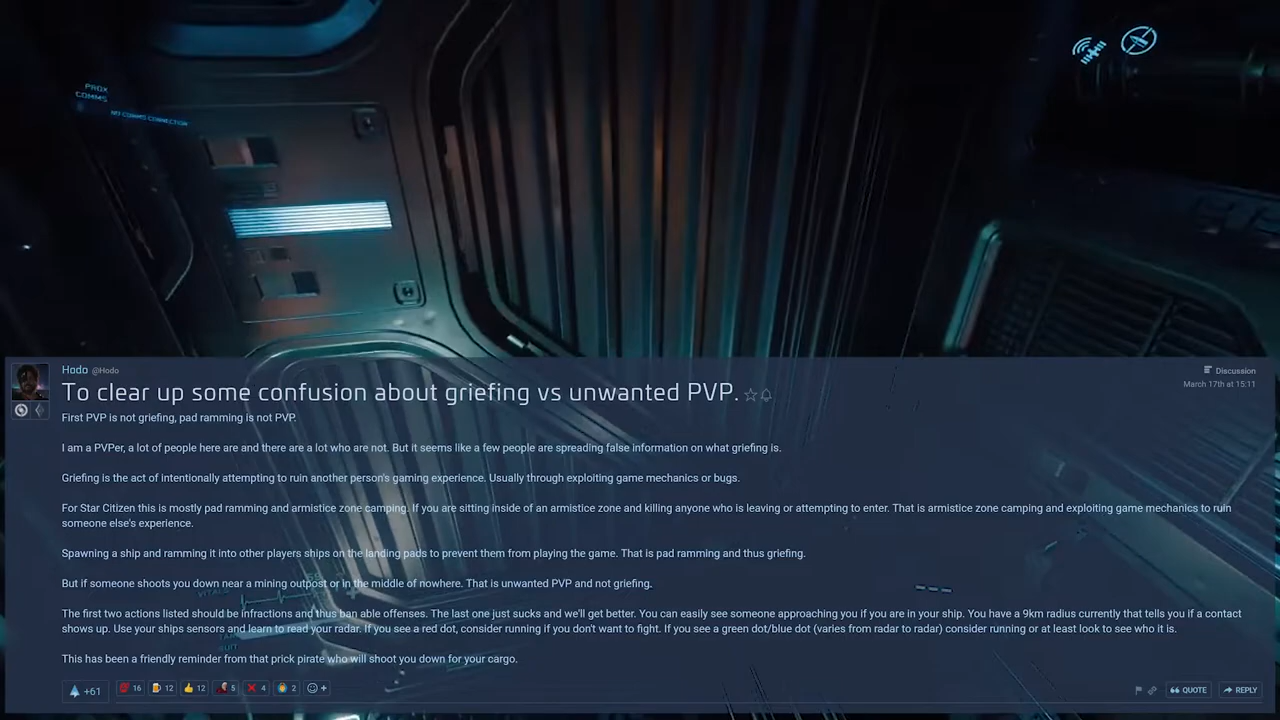 PROX
COMMS
NO COMMS CONNECTION
Hodo @Hodo
Discussion
March 17th at 15:11
To clear up some confusion about griefing vs unwanted PVP.
First PVP is not griefing, pad ramming is not PVP.
I am a PVPer, a lot of people here are and there are a lot who are not. But it seems like a few people are spreading false information on what griefing is.
Griefing is the act of intentionally attempting to ruin another person's gaming experience. Usually through exploiting game mechanics or bugs.
For Star Citizen this is mostly pad ramming and armistice zone camping. If you are sitting inside of an armistice zone and killing anyone who is leaving or attempting to enter. That is armistice zone camping and exploiting game mechanics to ruin
someone else's experience.
Spawning a ship and ramming it into other players ships on the landing pads to prevent them from playing the game. That is pad ramming and thus griefing.
But if someone shoots you down near a mining outpost or in the middle of nowhere. That is unwanted PVP and not griefing.
The first two actions listed should be infractions and thus ban able offenses. The last one just sucks and we'll get better. You can easily see someone approaching you if you are in your ship. You have a 9km radius currently that tells you if a contact
shows up. Use your ships sensors and learn to read your radar. If you see a red dot, consider running if you don't want to fight. If you see a green dot/blue dot (varies from radar to radar) consider running or at least look to see who it is.
This has been a friendly reminder from that prick pirate who will shoot you down for your cargo.
+61 16 12 12 5 4 2 +
QUOTE REPLY